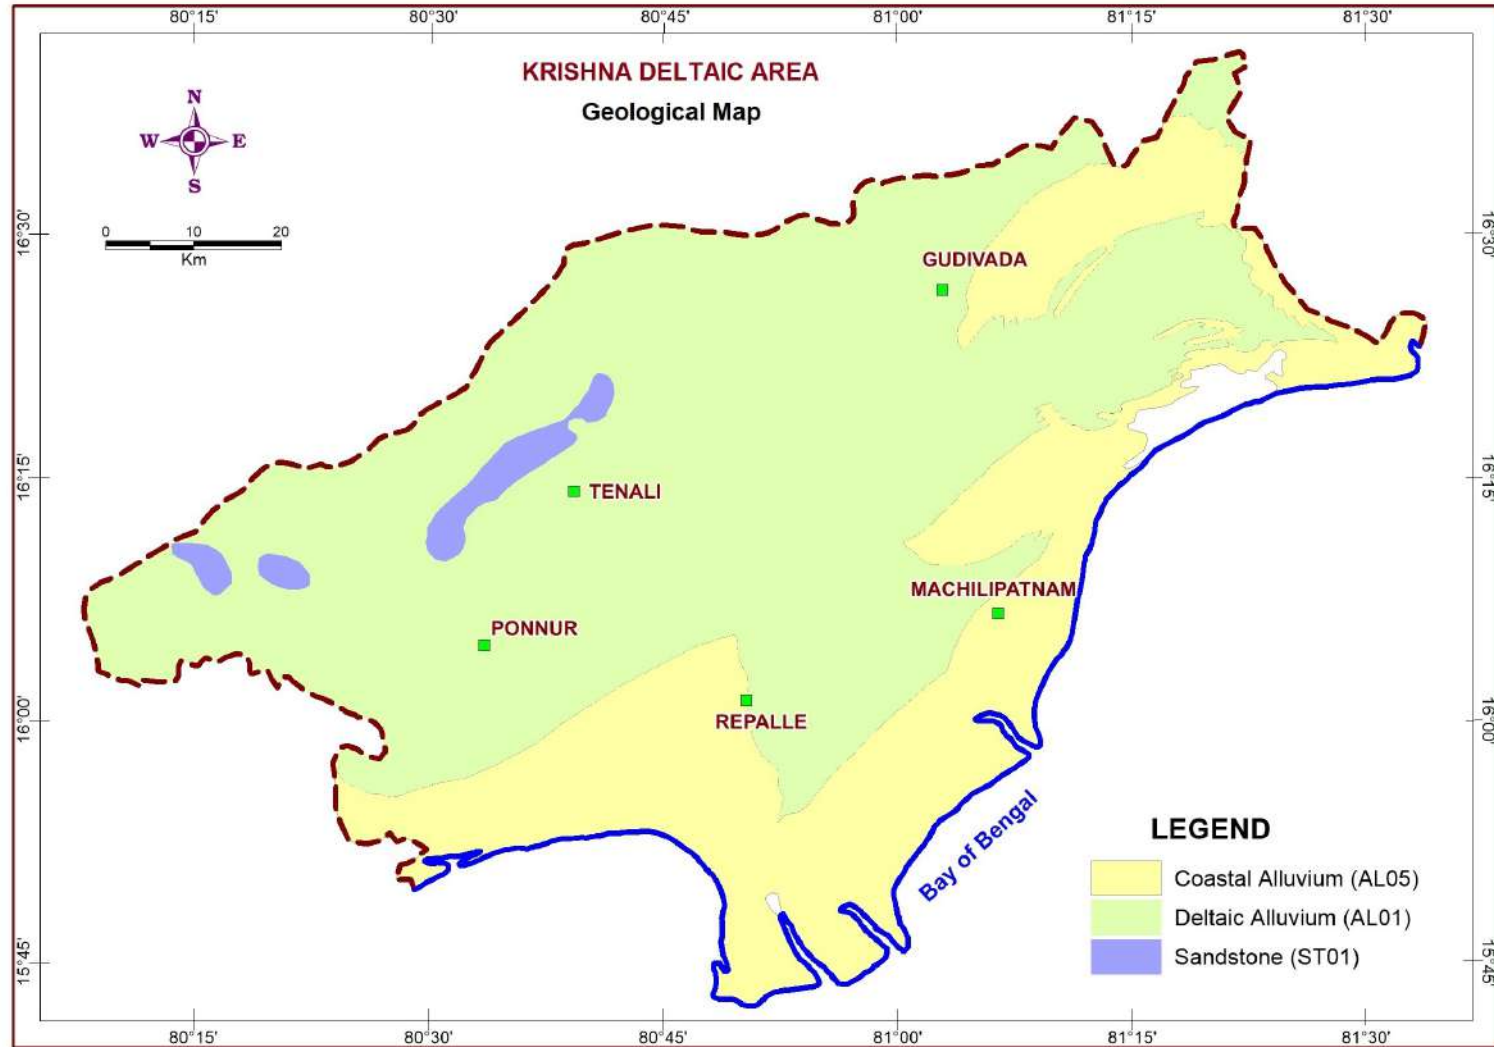 80°15' 80°30' 80°45' 81°00' 81°15' 81°30'
KRISHNA DELTAIC AREA
Geological Map
N
W E
S
0 10 20
Km
16°30' 16°30'
GUDIVADA
16°15' 16°15'
TENALI
MACHILIPATNAM
PONNUR
16°00' 16°00'
REPALLE
Bay of Bengal
LEGEND
Coastal Alluvium (AL05)
Deltaic Alluvium (AL01)
Sandstone (ST01)
15°45' 15°45'
80°15' 80°30' 80°45' 81°00' 81°15' 81°30'